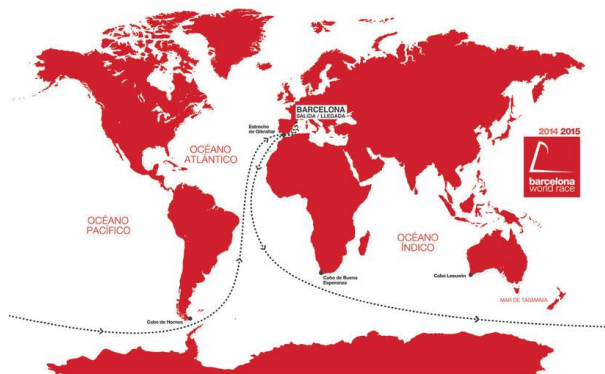 BARCELONA
SALIDA / LLEGADA
Estrecho
de Gibraltar
OCÉANO
ATLÁNTICO
2014 2015
barcelona
world race
OCÉANO
PACÍFICO
OCÉANO
ÍNDICO
Cabo de Buena
Esperanza
Cabo Leeuwin
MAR DE TASMANIA
Cabo de Hornos